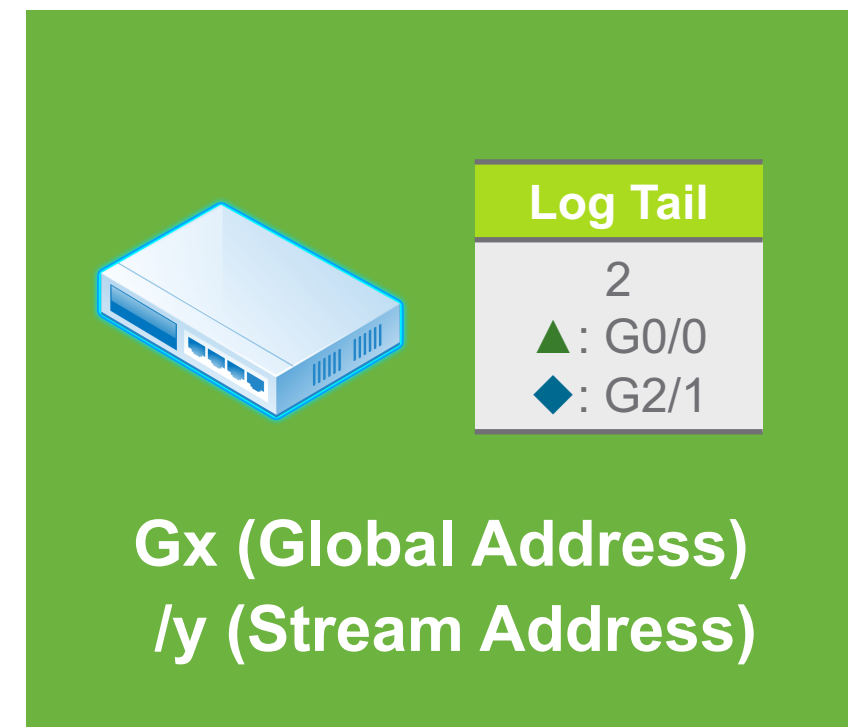 Log Tail
2
▲: G0/0
◆: G2/1
Gx (Global Address)
/y (Stream Address)